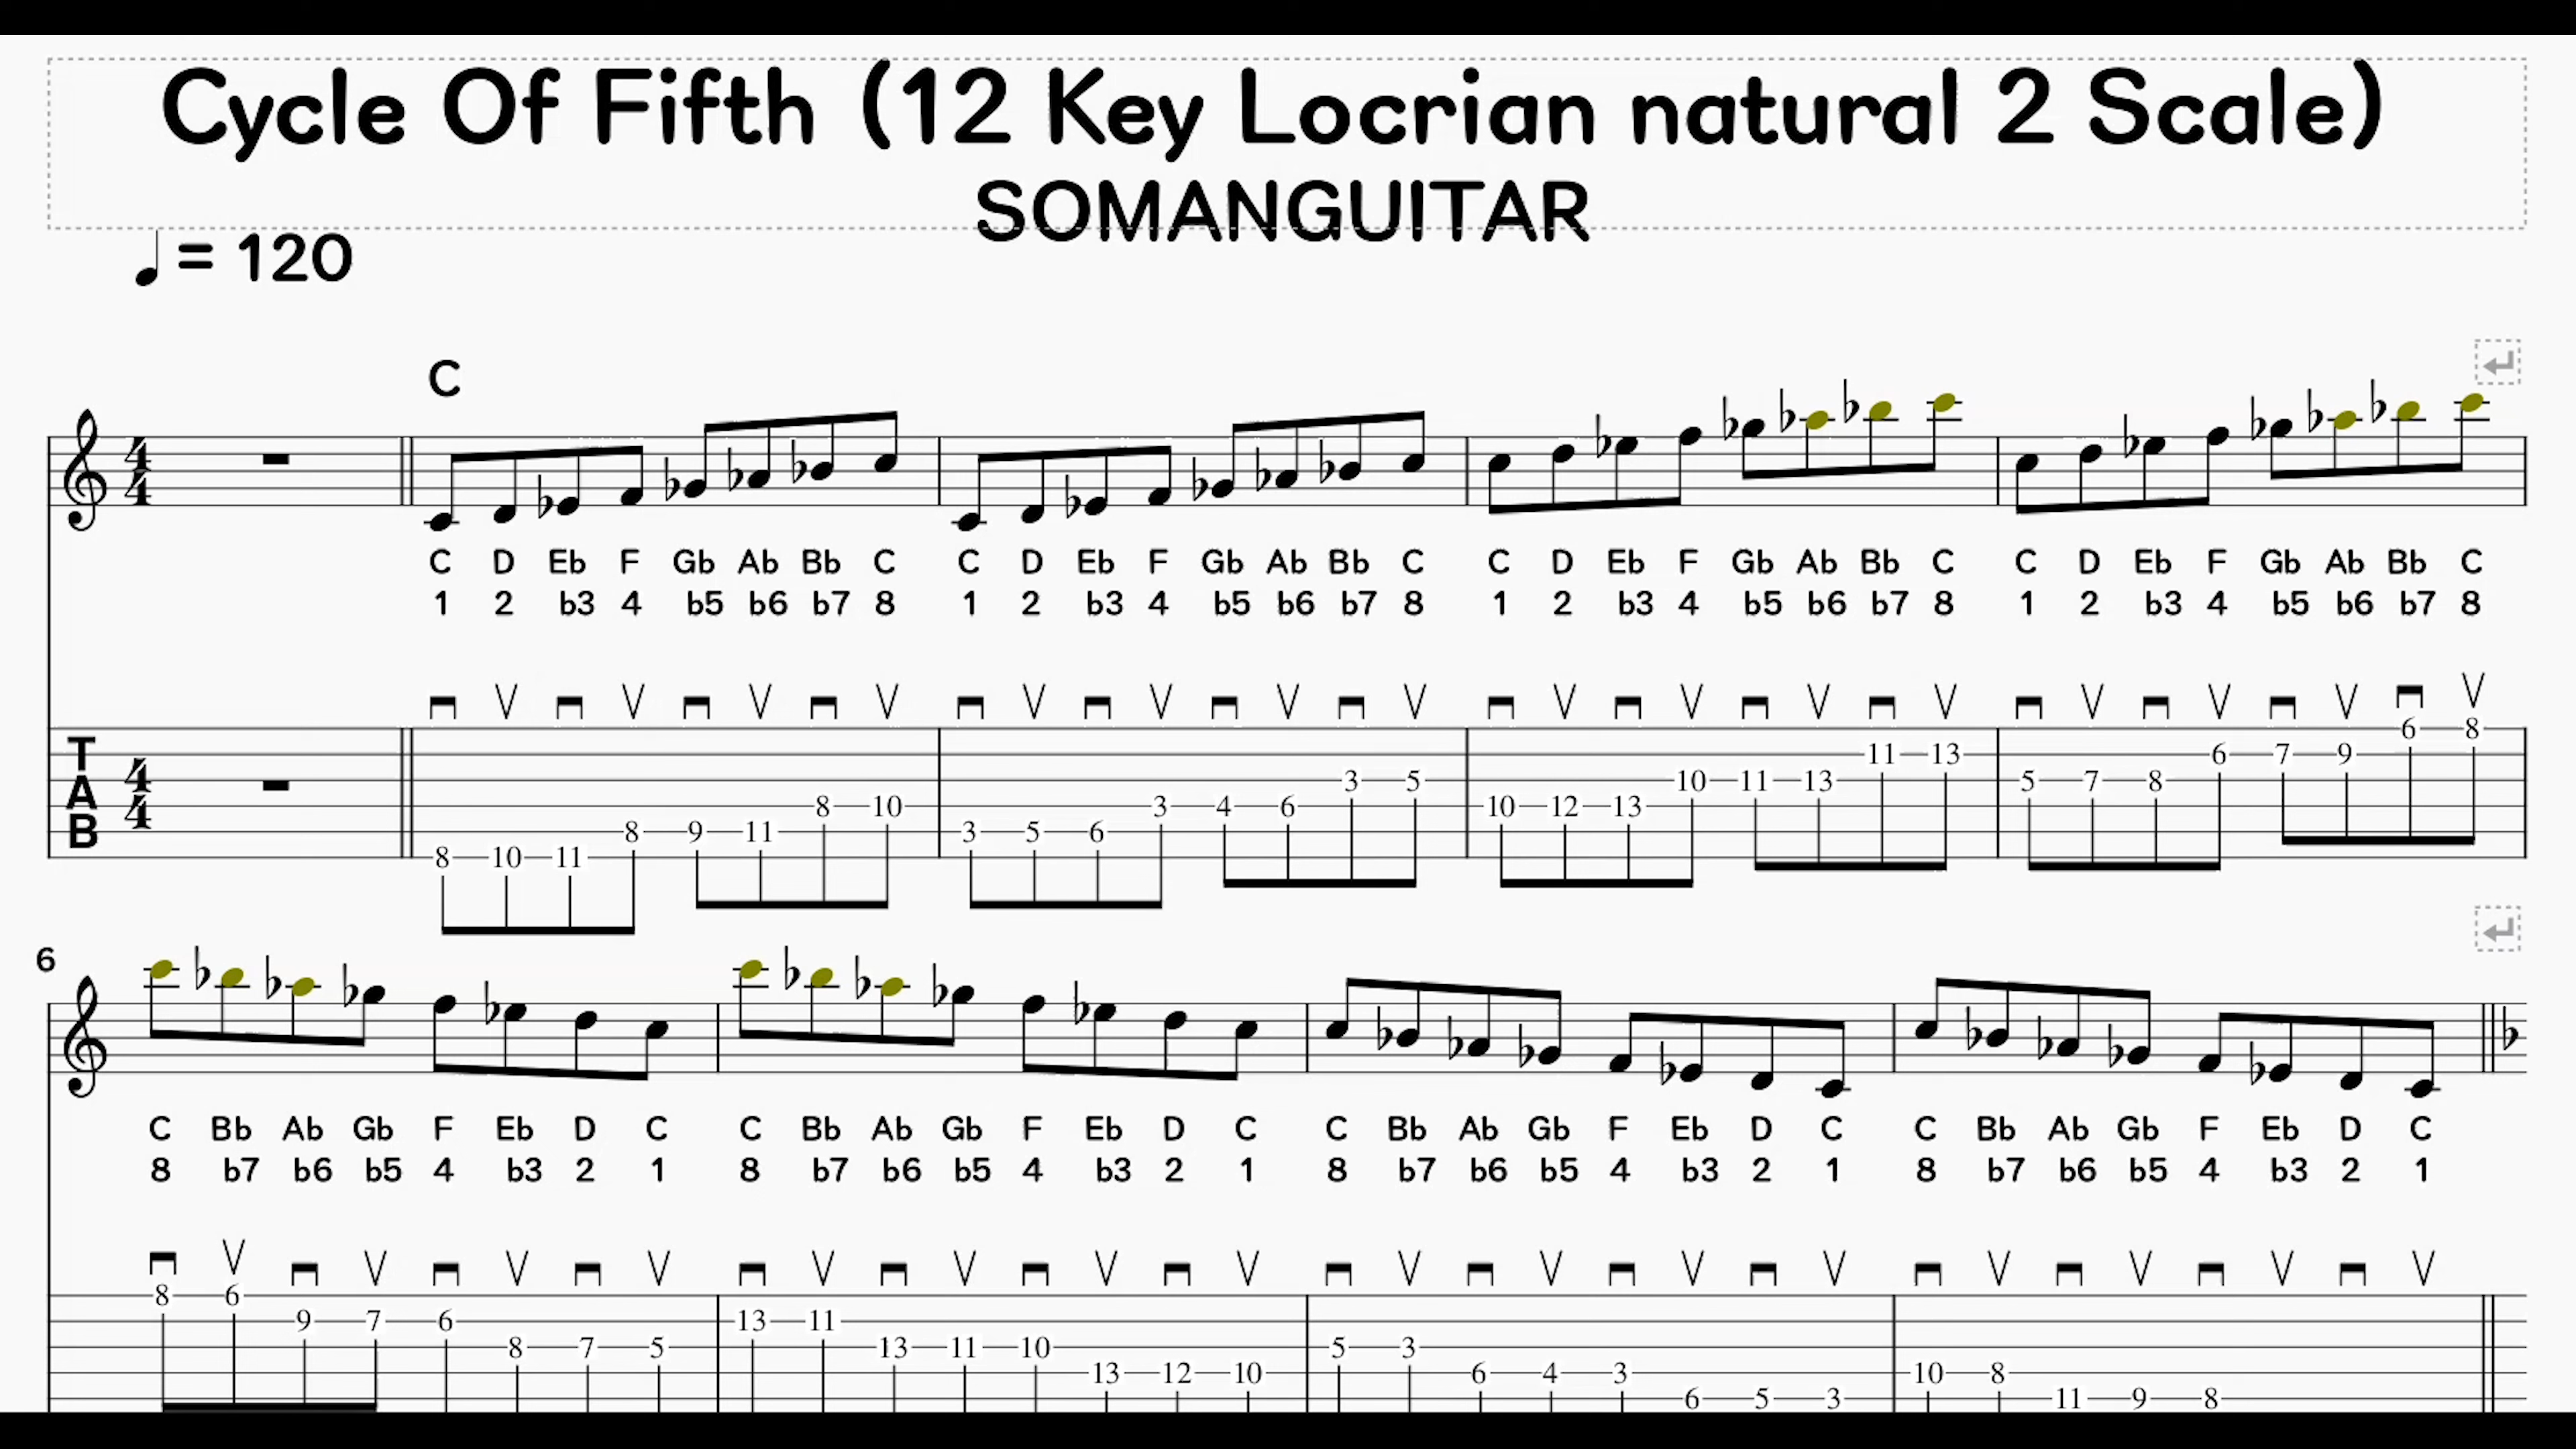 Cycle Of Fifth (12 Key Locrian natural 2 Scale)
SOMANGUITAR
♩ = 120
C
4 4
C D Eb F Gb Ab Bb C C D Eb F Gb Ab Bb C C D Eb F Gb Ab Bb C C D Eb F Gb Ab Bb C
1 2 b3 4 b5 b6 b7 8 1 2 b3 4 b5 b6 b7 8 1 2 b3 4 b5 b6 b7 8 1 2 b3 4 b5 b6 b7 8
T A B 4 4
6 8
11 13 6 7 9
3 5 10 11 13 5 7 8
8 10 3 4 6 10 12 13
8 9 11 3 5 6
8 10 11
6
C Bb Ab Gb F Eb D C C Bb Ab Gb F Eb D C C Bb Ab Gb F Eb D C C Bb Ab Gb F Eb D C
8 b7 b6 b5 4 b3 2 1 8 b7 b6 b5 4 b3 2 1 8 b7 b6 b5 4 b3 2 1 8 b7 b6 b5 4 b3 2 1
8 6
9 7 6 13 11
8 7 5 13 11 10 5 3
13 12 10 6 4 3 10 8
6 5 3 11 9 8